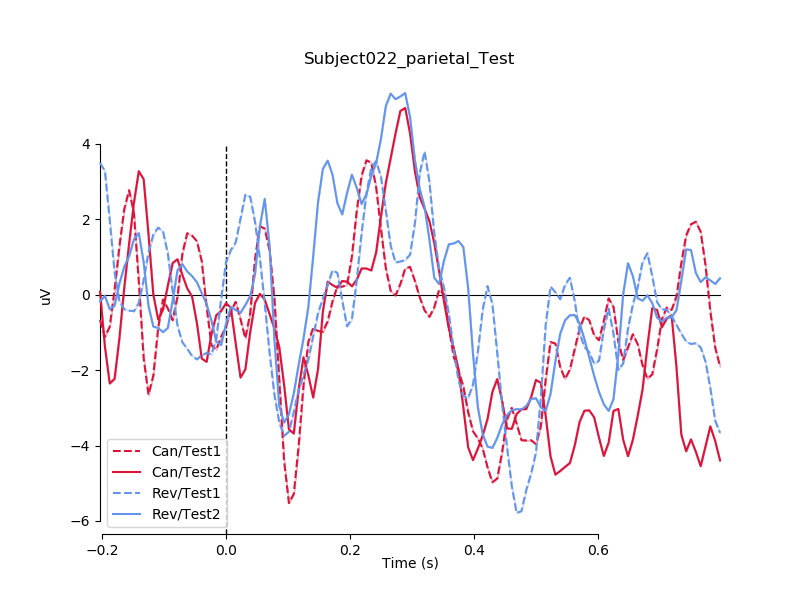 Subject022_parietal_Test
4
2
0
−2
−4
−6
uV
Can/Test1
Can/Test2
Rev/Test1
Rev/Test2
−0.2 0.0 0.2 0.4 0.6
Time (s)